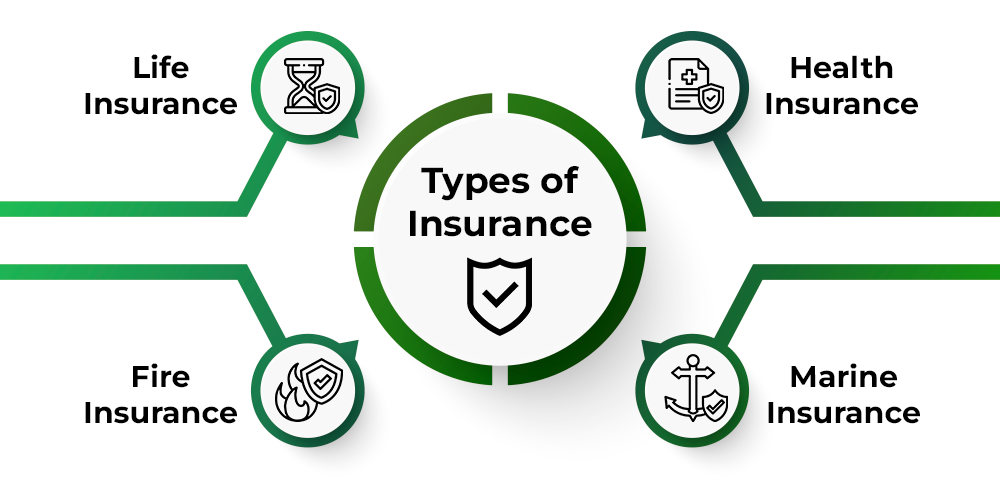 Life
Insurance
Health
Insurance
Types of
Insurance
Fire
Insurance
Marine
Insurance